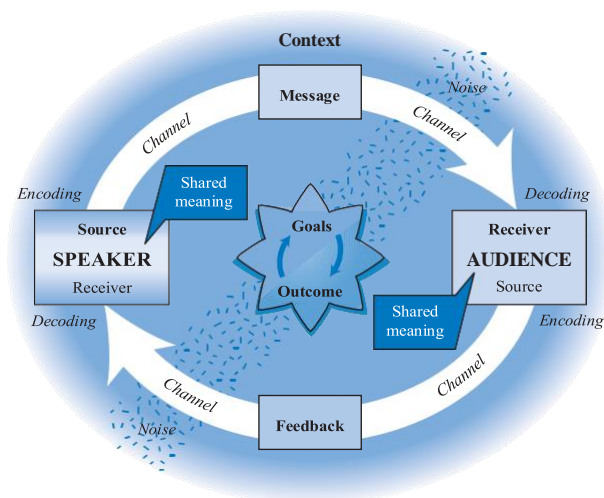 Context
Noise
Message
Channel
Channel
Encoding
Shared
meaning
Decoding
Source
SPEAKER
Receiver
Goals
Outcome
Receiver
AUDIENCE
Source
Decoding
Shared
meaning
Encoding
Channel
Channel
Feedback
Noise